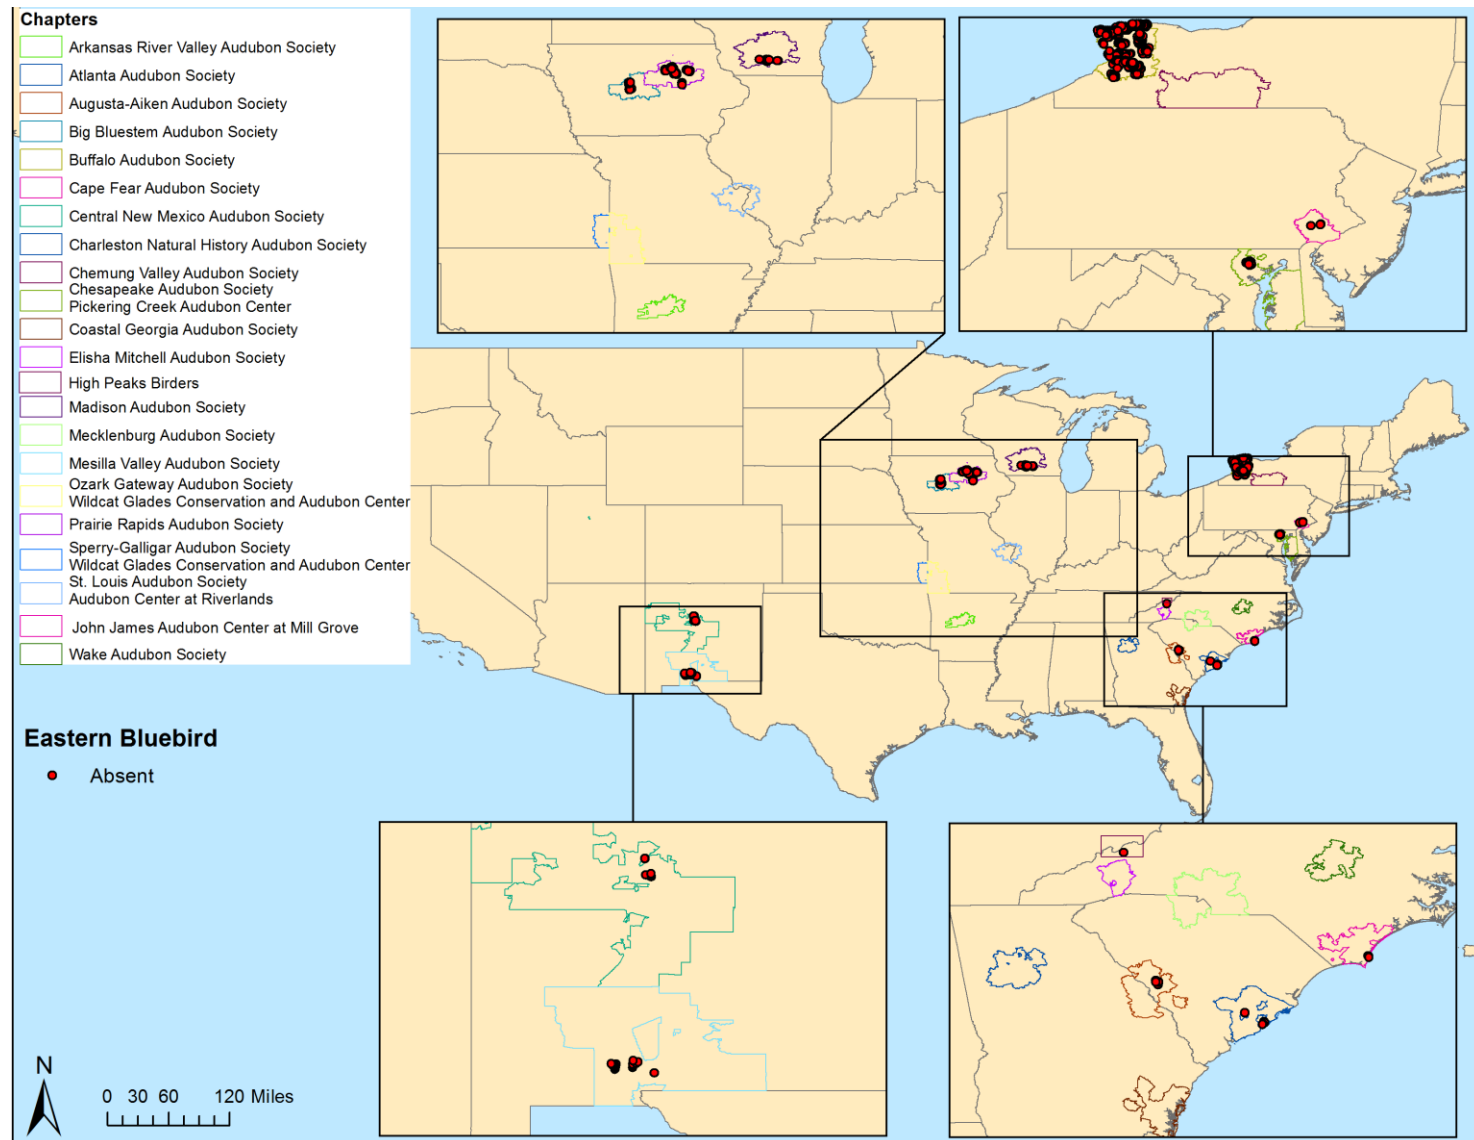 Chapters
Arkansas River Valley Audubon Society
Atlanta Audubon Society
Augusta-Aiken Audubon Society
Big Bluestem Audubon Society
Buffalo Audubon Society
Cape Fear Audubon Society
Central New Mexico Audubon Society
Charleston Natural History Audubon Society
Chemung Valley Audubon Society
Chesapeake Audubon Society
Pickering Creek Audubon Center
Coastal Georgia Audubon Society
Elisha Mitchell Audubon Society
High Peaks Birders
Madison Audubon Society
Mecklenburg Audubon Society
Mesilla Valley Audubon Society
Ozark Gateway Audubon Society
Wildcat Glades Conservation and Audubon Center
Prairie Rapids Audubon Society
Sperry-Galligar Audubon Society
Wildcat Glades Conservation and Audubon Center
St. Louis Audubon Society
Audubon Center at Riverlands
John James Audubon Center at Mill Grove
Wake Audubon Society
Eastern Bluebird
Absent
N
0 30 60 120 Miles